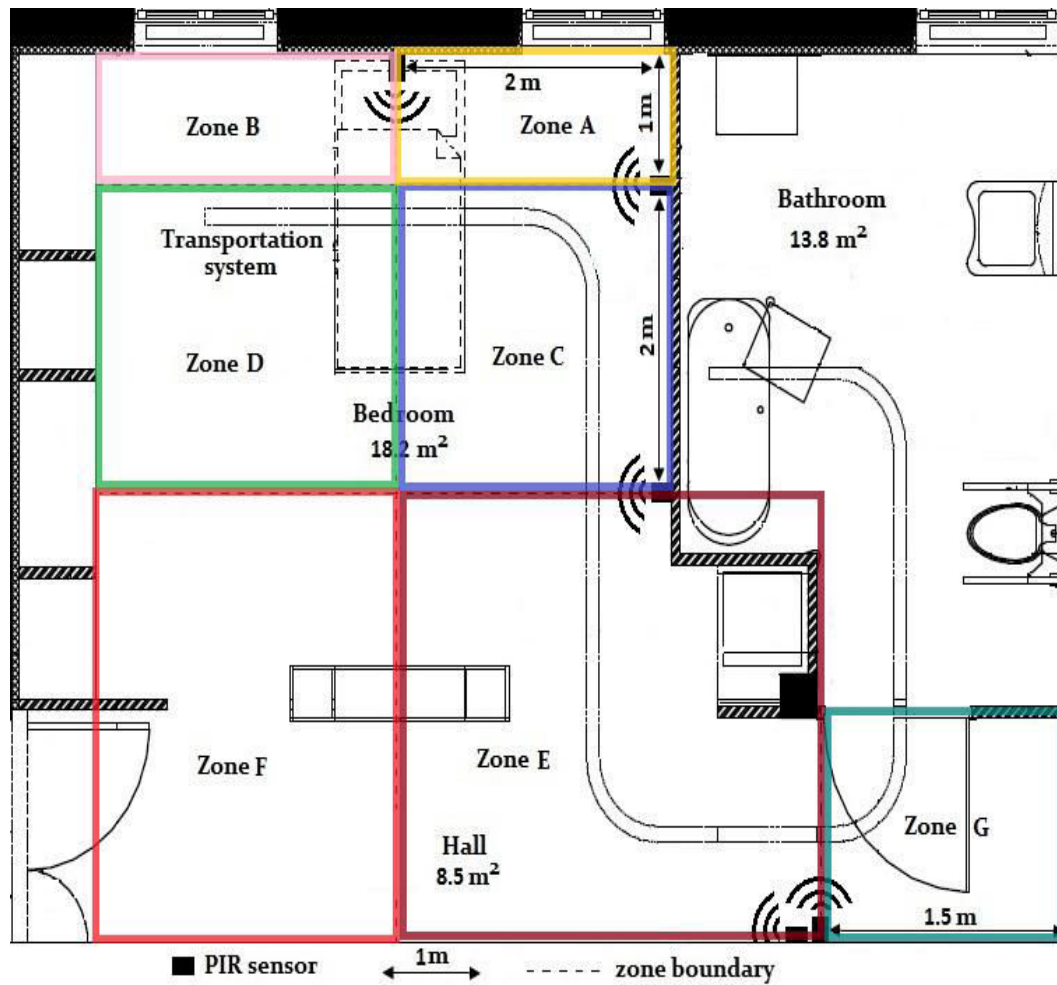 2 m
Zone B
Zone A
1m
Bathroom
13.8 m²
Transportation
system
2 m
Zone D
Zone C
Bedroom
18.2 m²
Zone F
Zone E
Zone G
Hall
8.5 m²
1.5 m
PIR sensor
1m
zone boundary